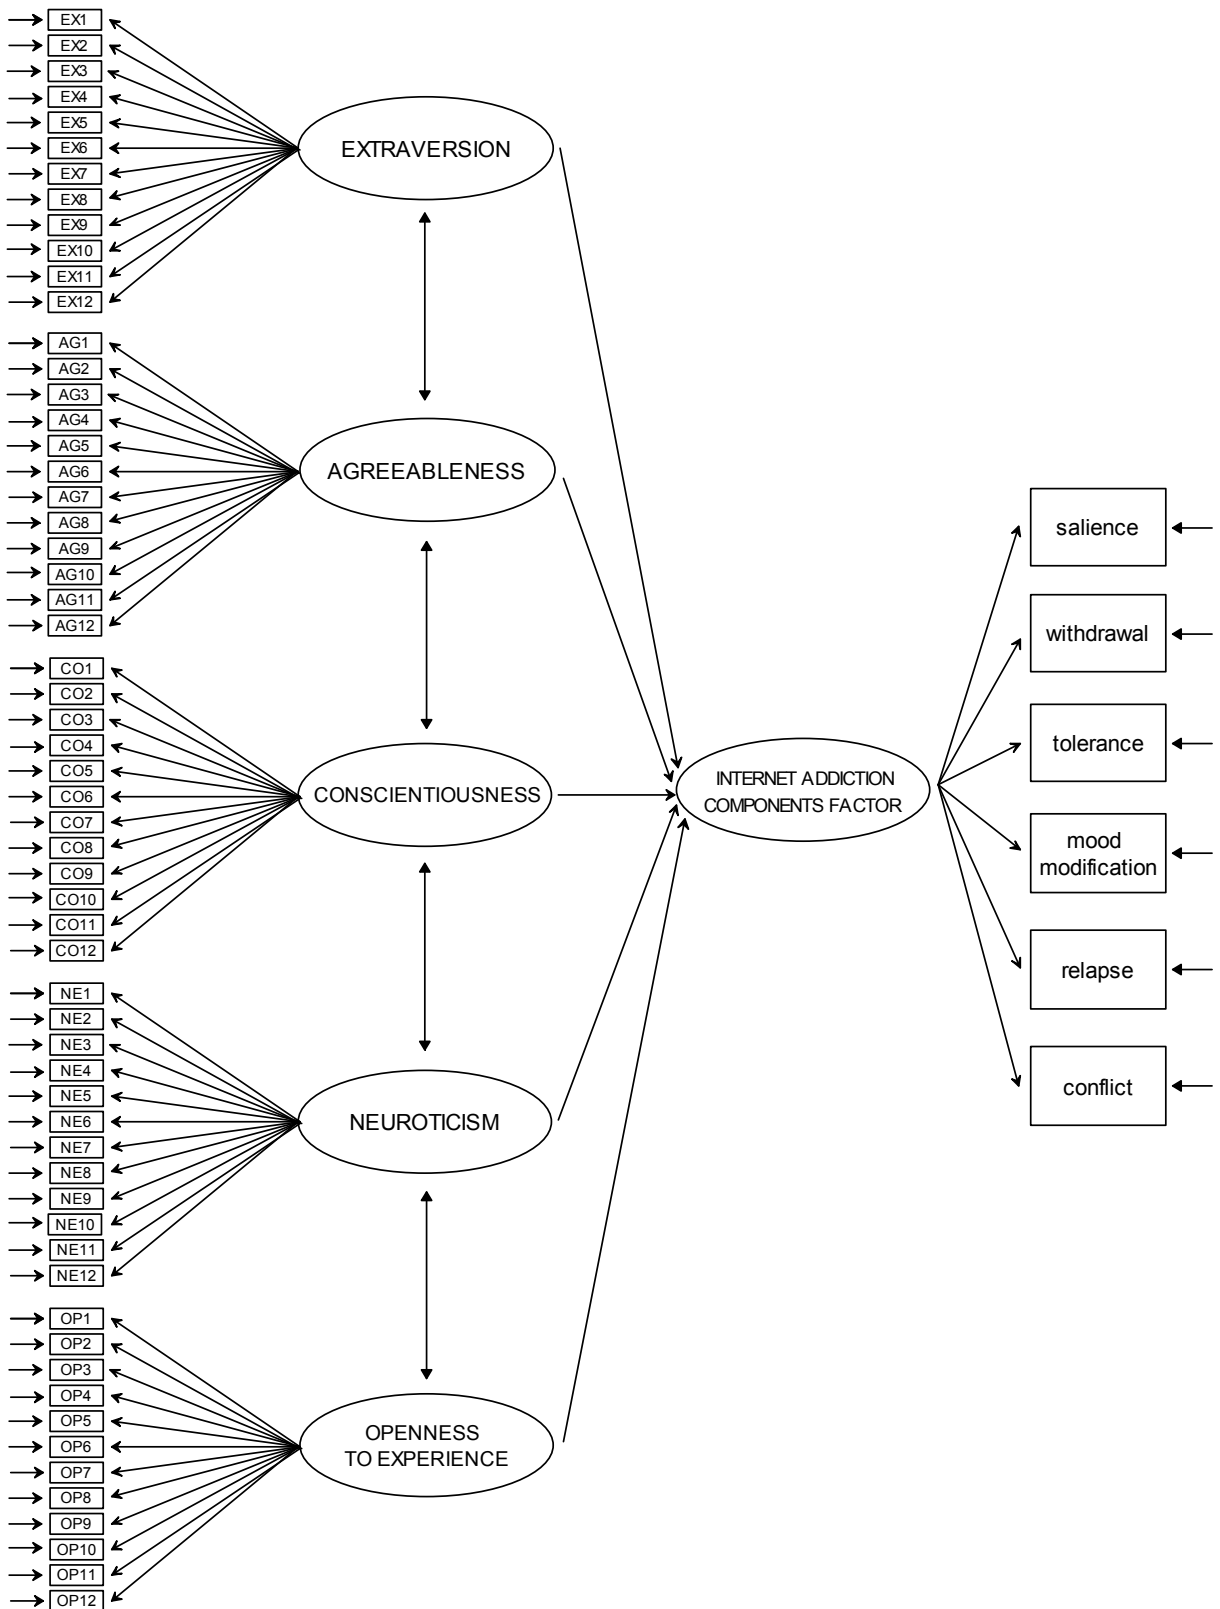 EX1
EX2
EX3
EX4
EX5
EX6
EX7
EX8
EX9
EX10
EX11
EX12
EXTRAVERSION
AG1
AG2
AG3
AG4
AG5
AG6
AG7
AG8
AG9
AG10
AG11
AG12
AGREEABLENESS
CO1
CO2
CO3
CO4
CO5
CO6
CO7
CO8
CO9
CO10
CO11
CO12
CONSCIENTIOUSNESS
NE1
NE2
NE3
NE4
NE5
NE6
NE7
NE8
NE9
NE10
NE11
NE12
NEUROTICISM
OP1
OP2
OP3
OP4
OP5
OP6
OP7
OP8
OP9
OP10
OP11
OP12
OPENNESS
TO EXPERIENCE
INTERNET ADDICTION
COMPONENTS FACTOR
salience
withdrawal
tolerance
mood
modification
relapse
conflict